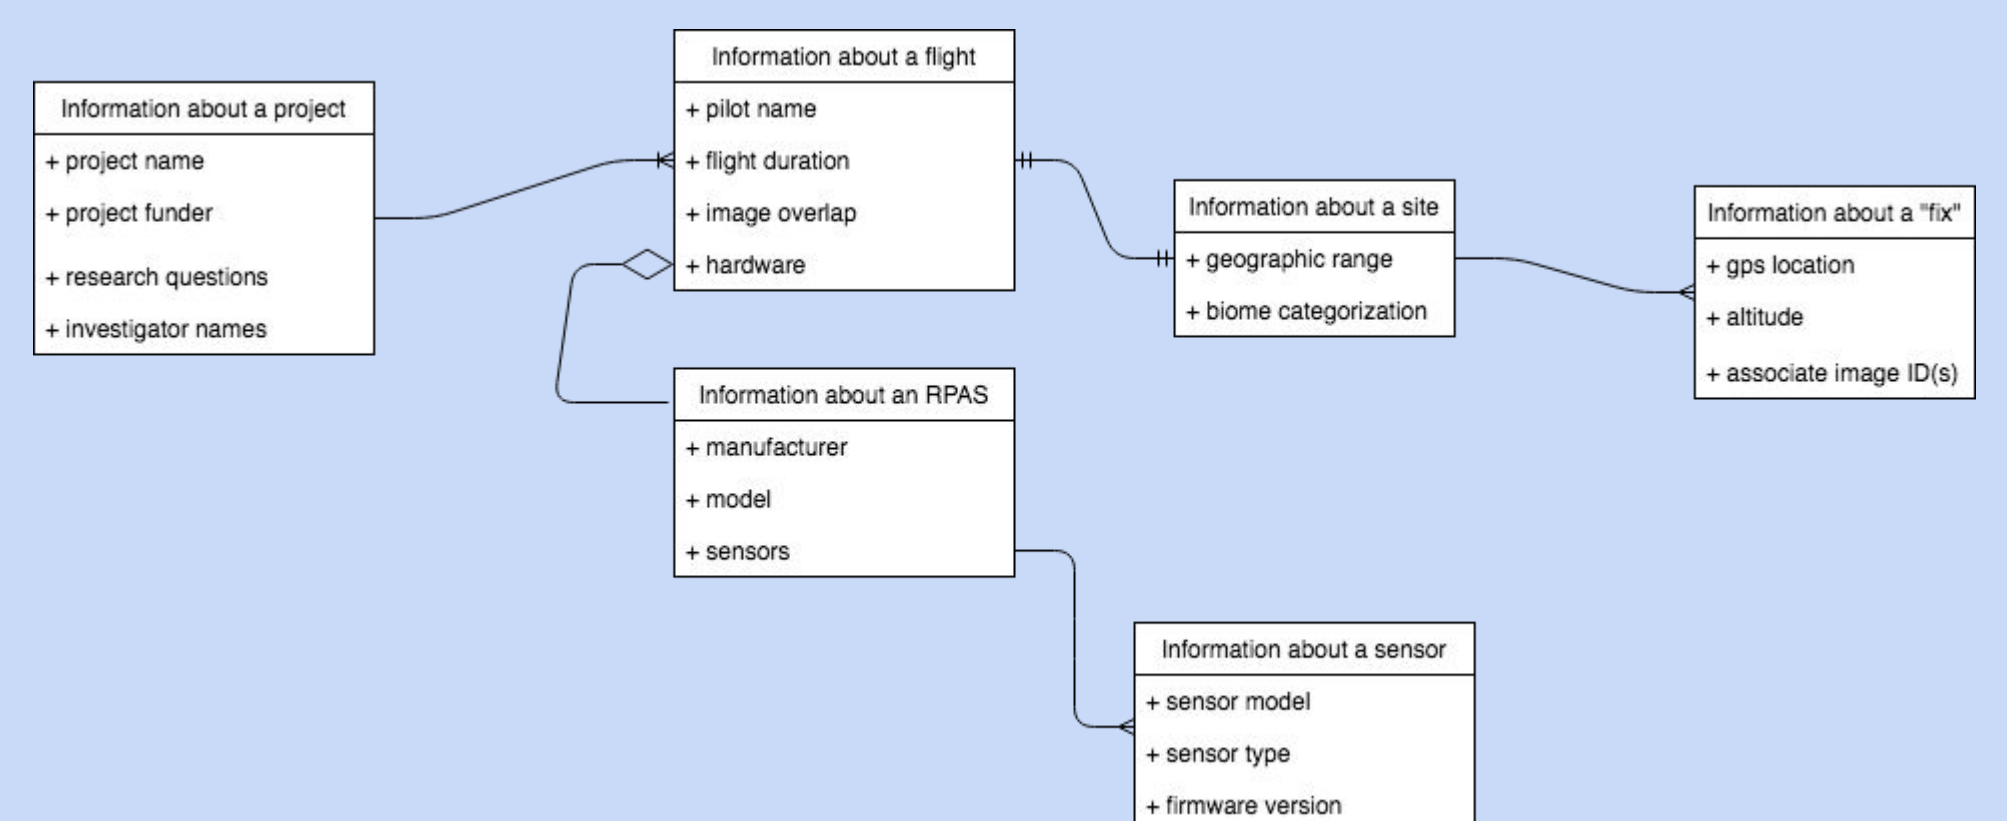 Information about a project
+ project name
+ project funder
+ research questions
+ investigator names
Information about a flight
+ pilot name
+ flight duration
+ image overlap
+ hardware
Information about an RPAS
+ manufacturer
+ model
+ sensors
Information about a site
+ geographic range
+ biome categorization
Information about a "fix"
+ gps location
+ altitude
+ associate image ID(s)
Information about a sensor
+ sensor model
+ sensor type
+ firmware version